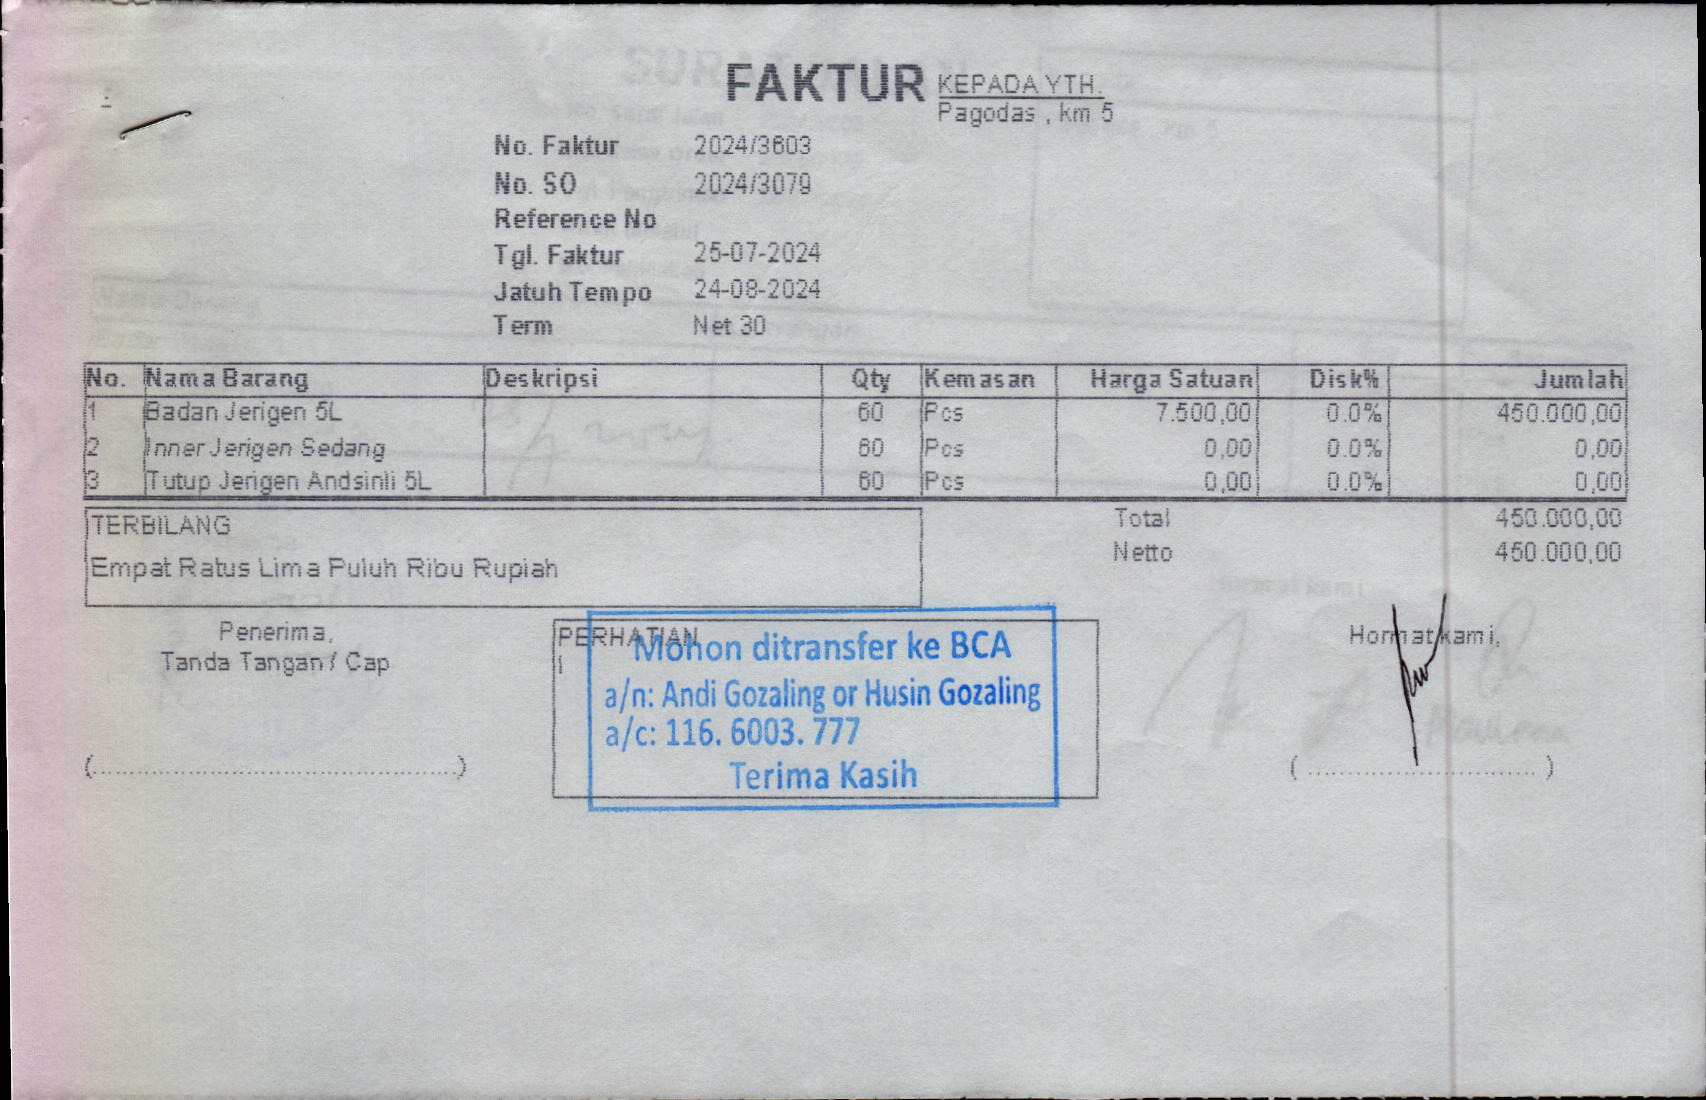 FAKTUR
KEPADA YTH.
Pagodas , km 5
No. Faktur 2024/3603
No. SO 2024/3079
Reference No
Tgl. Faktur 25-07-2024
Jatuh Tempo 24-08-2024
Term Net 30
No. Nama Barang Deskripsi Qty Kemasan Harga Satuan Disk% Jumlah
1 Badan Jerigen 5L 60 Pcs 7.500,00 0.0% 450.000,00
2 Inner Jerigen Sedang 60 Pcs 0,00 0.0% 0,00
3 Tutup Jerigen Andsinli 5L 60 Pcs 0,00 0.0% 0,00
TERBILANG
Empat Ratus Lima Puluh Ribu Rupiah
Total 450.000,00
Netto 450.000,00
Penerima,
Tanda Tangan / Cap
PERHATIAN
Mohon ditransfer ke BCA
a/n: Andi Gozaling or Husin Gozaling
a/c: 116. 6003. 777
Terima Kasih
Hormat kami,